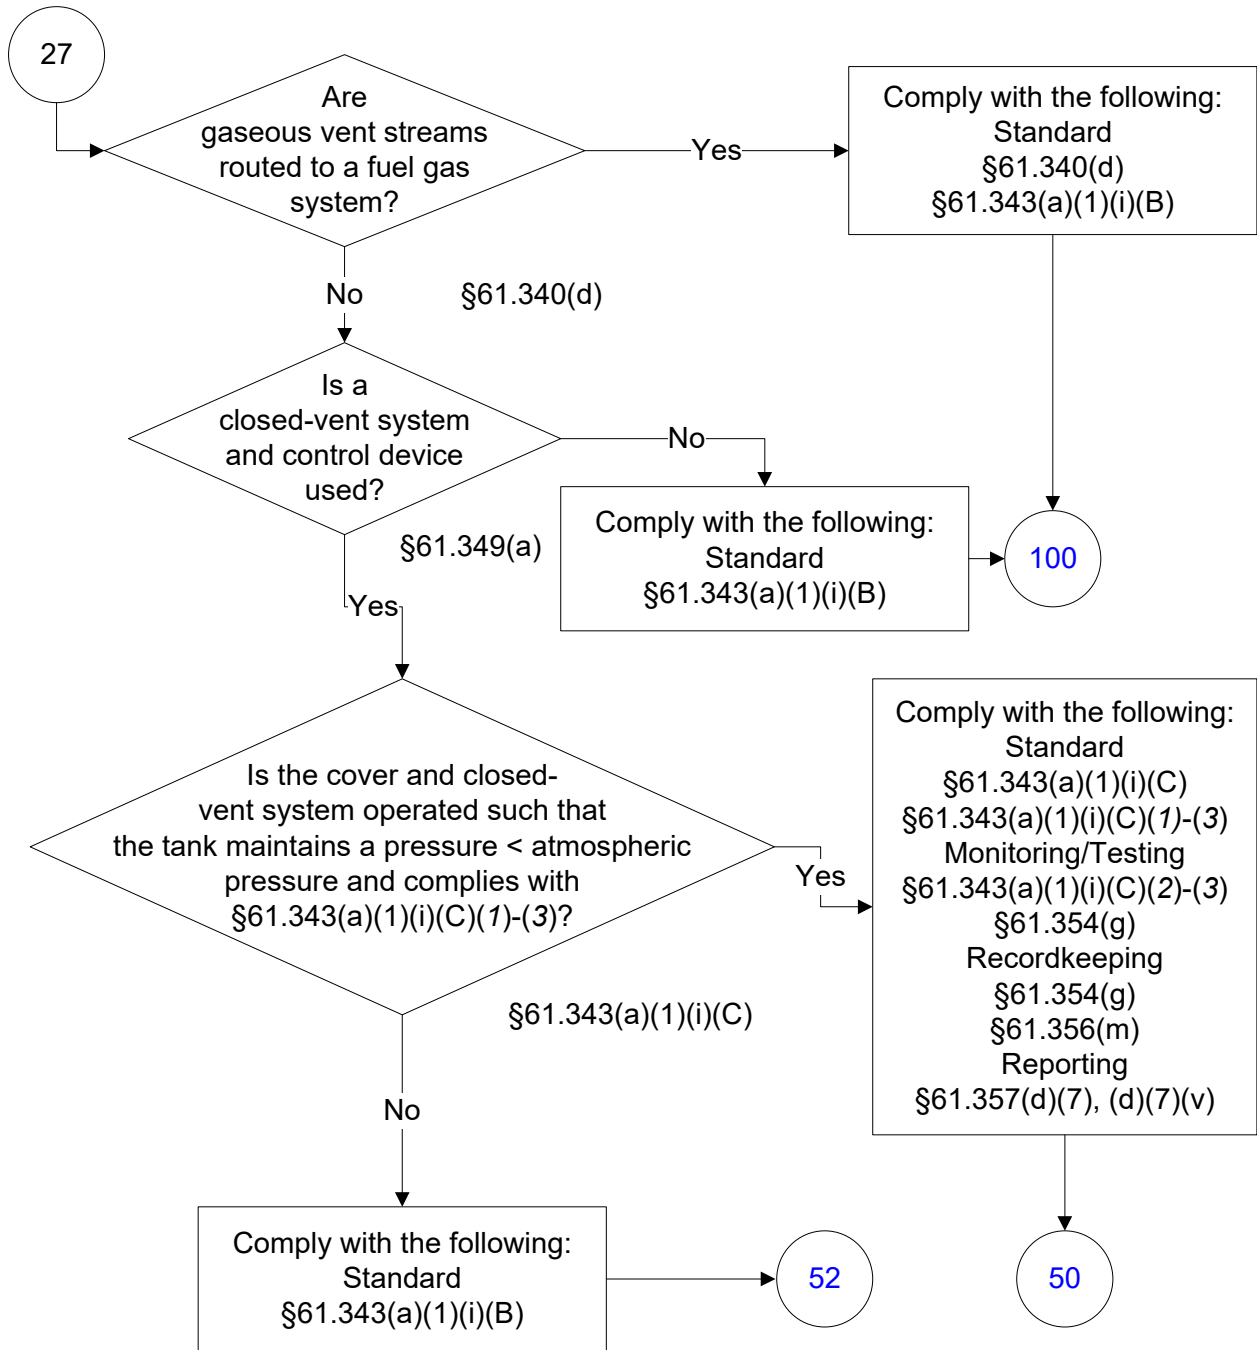 27
Are
gaseous vent streams
routed to a fuel gas
system?
Yes
Comply with the following:
Standard
§61.340(d)
§61.343(a)(1)(i)(B)
No
§61.340(d)
Is a
closed-vent system
and control device
used?
No
§61.349(a)
Comply with the following:
Standard
§61.343(a)(1)(i)(B)
100
Yes
Is the cover and closed-
vent system operated such that
the tank maintains a pressure < atmospheric
pressure and complies with
§61.343(a)(1)(i)(C)(1)-(3)?
Yes
Comply with the following:
Standard
§61.343(a)(1)(i)(C)
§61.343(a)(1)(i)(C)(1)-(3)
Monitoring/Testing
§61.343(a)(1)(i)(C)(2)-(3)
§61.354(g)
Recordkeeping
§61.354(g)
§61.356(m)
Reporting
§61.357(d)(7), (d)(7)(v)
§61.343(a)(1)(i)(C)
No
Comply with the following:
Standard
§61.343(a)(1)(i)(B)
52
50